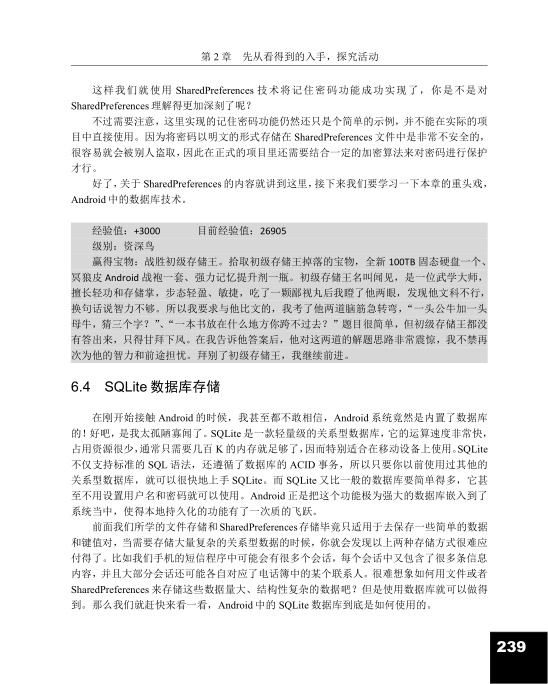 第 2 章 先从看得到的入手，探究活动
这样我们就使用 SharedPreferences 技术将记住密码功能成功实现了，你是不是对
SharedPreferences 理解得更加深刻了呢？
不过需要注意，这里实现的记住密码功能仍然还只是个简单的示例，并不能在实际的项
目中直接使用。因为将密码以明文的形式存储在 SharedPreferences 文件中是非常不安全的，
很容易就会被别人盗取，因此在正式的项目里还需要结合一定的加密算法来对密码进行保护
才行。
好了，关于 SharedPreferences 的内容就讲到这里，接下来我们要学习一下本章的重头戏，
Android 中的数据库技术。
经验值：+3000 目前经验值：26905
级别：资深鸟
赢得宝物：战胜初级存储王。拾取初级存储王掉落的宝物，全新 100TB 固态硬盘一个、
冥狼皮 Android 战袍一套、强力记忆提升剂一瓶。初级存储王名叫闻见，是一位武学大师，
擅长轻功和存储掌，步态轻盈、敏捷，吃了一颗鄙视丸后我瞪了他两眼，发现他文科不行，
换句话说智力不够。所以我要求与他比文的，我考了他两道脑筋急转弯，“一头公牛加一头
母牛，猜三个字？”、“一本书放在什么地方你跨不过去？”题目很简单，但初级存储王都没
有答出来，只得甘拜下风。在我告诉他答案后，他对这两道的解题思路非常震惊，我不禁再
次为他的智力和前途担忧。拜别了初级存储王，我继续前进。
6.4 SQLite 数据库存储
在刚开始接触 Android 的时候，我甚至都不敢相信，Android 系统竟然是内置了数据库
的！好吧，是我太孤陋寡闻了。SQLite 是一款轻量级的关系型数据库，它的运算速度非常快，
占用资源很少，通常只需要几百 K 的内存就足够了，因而特别适合在移动设备上使用。SQLite
不仅支持标准的 SQL 语法，还遵循了数据库的 ACID 事务，所以只要你以前使用过其他的
关系型数据库，就可以很快地上手 SQLite。而 SQLite 又比一般的数据库要简单得多，它甚
至不用设置用户名和密码就可以使用。Android 正是把这个功能极为强大的数据库嵌入到了
系统当中，使得本地持久化的功能有了一次质的飞跃。
前面我们所学的文件存储和 SharedPreferences 存储毕竟只适用于去保存一些简单的数据
和键值对，当需要存储大量复杂的关系型数据的时候，你就会发现以上两种存储方式很难应
付得了。比如我们手机的短信程序中可能会有很多个会话，每个会话中又包含了很多条信息
内容，并且大部分会话还可能各自对应了电话簿中的某个联系人。很难想象如何用文件或者
SharedPreferences 来存储这些数据量大、结构性复杂的数据吧？但是使用数据库就可以做得
到。那么我们就赶快来看一看，Android 中的 SQLite 数据库到底是如何使用的。
239